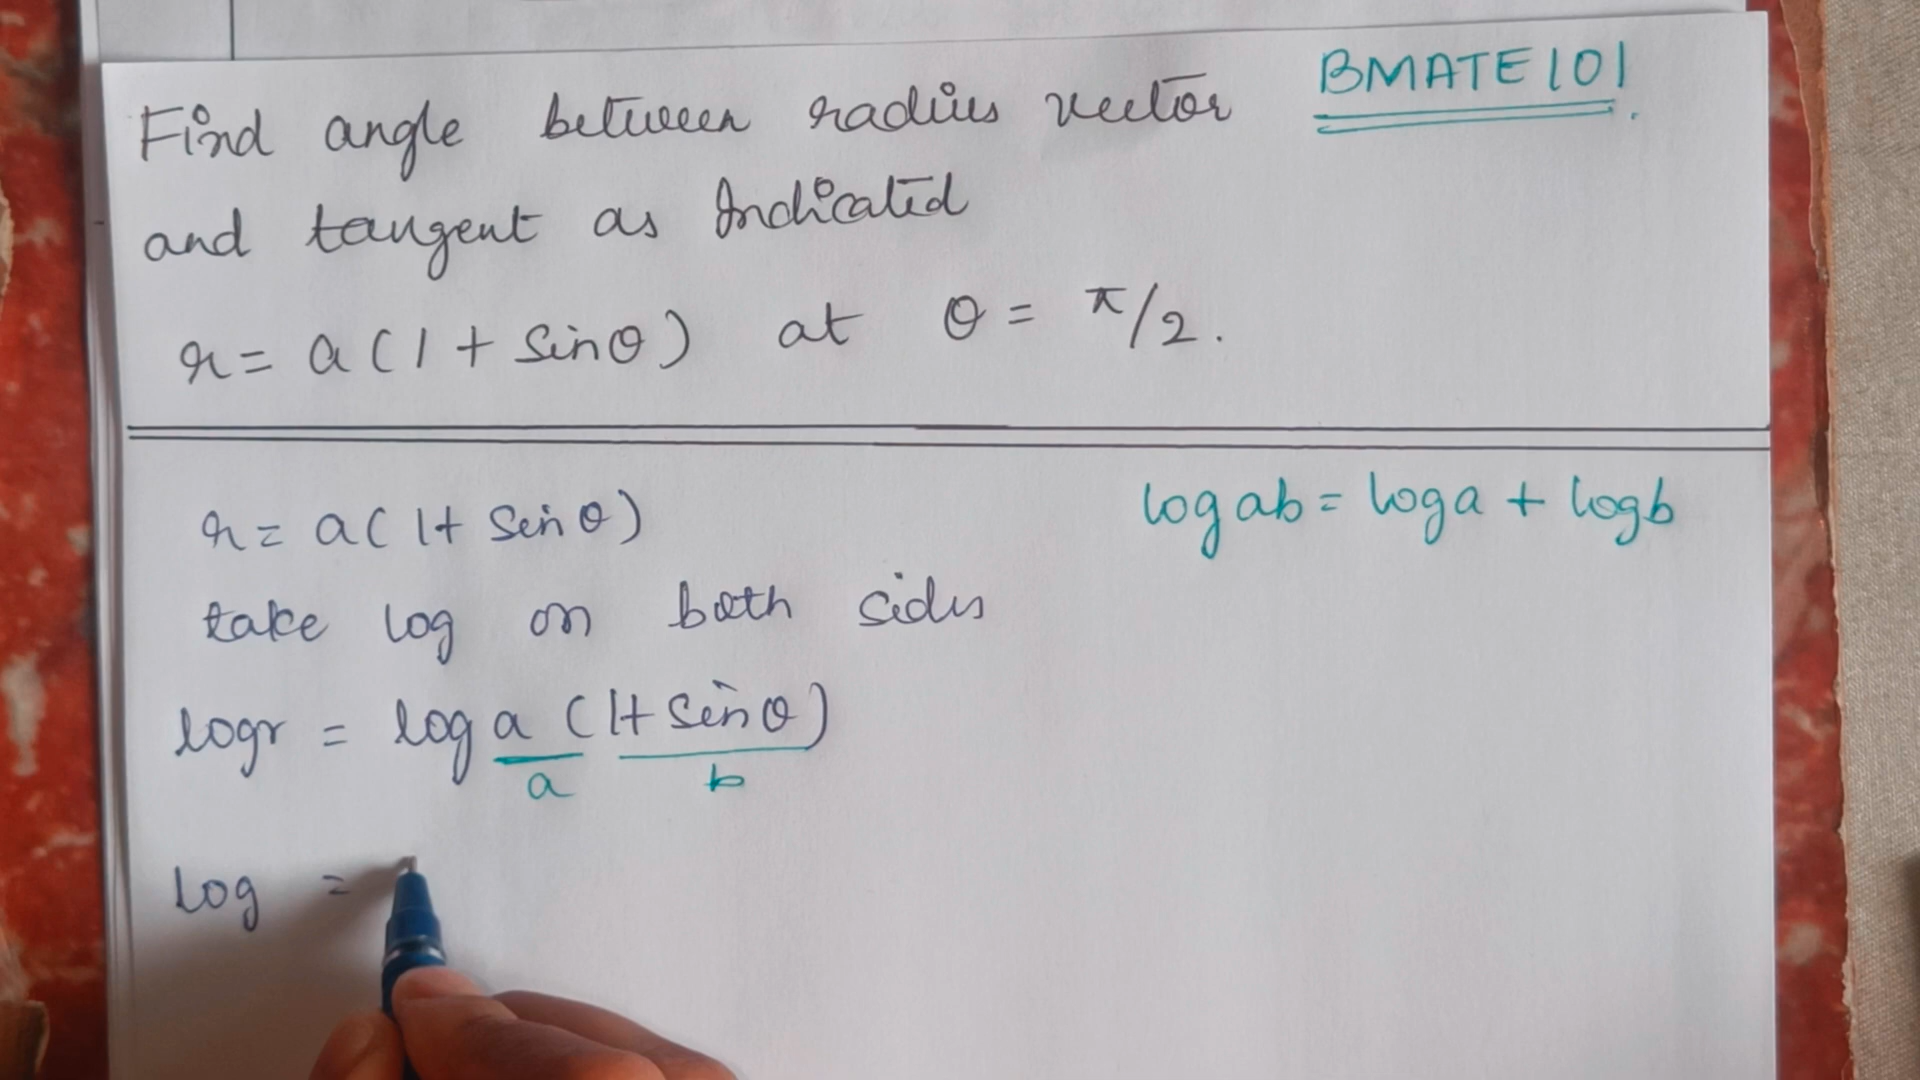 Find angle between radius vector BMATE101
and tangent as Indicated
r = a(1 + Sinθ) at θ = π/2.
r = a(1+ Sinθ)
log ab = log a + log b
take log on both sides
logr = log a (1+ Sinθ)
a b
log =